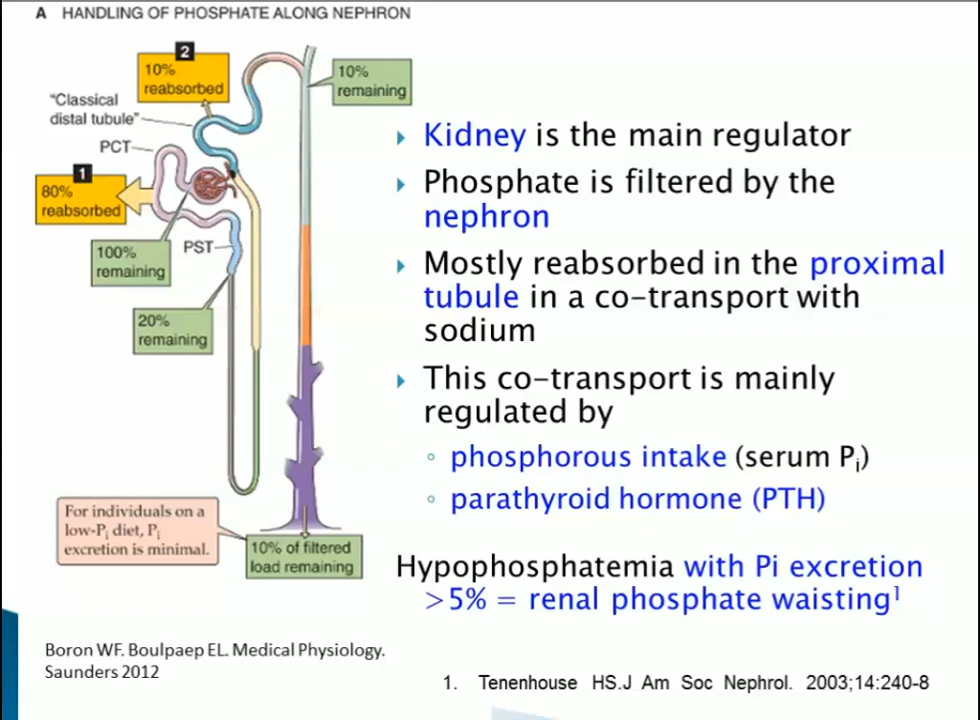 A HANDLING OF PHOSPHATE ALONG NEPHRON
2
10%
reabsorbed
10%
remaining
"Classical
distal tubule"
PCT
1
80%
reabsorbed
100%
remaining
PST
20%
remaining
For individuals on a
low-Pi diet, Pi
excretion is minimal.
10% of filtered
load remaining
Kidney is the main regulator
Phosphate is filtered by the
nephron
Mostly reabsorbed in the proximal
tubule in a co-transport with
sodium
This co-transport is mainly
regulated by
phosphorous intake (serum Pi)
parathyroid hormone (PTH)
Hypophosphatemia with Pi excretion
>5% = renal phosphate waisting1
Boron WF. Boulpaep EL. Medical Physiology.
Saunders 2012
1. Tenenhouse HS.J Am Soc Nephrol. 2003;14:240-8